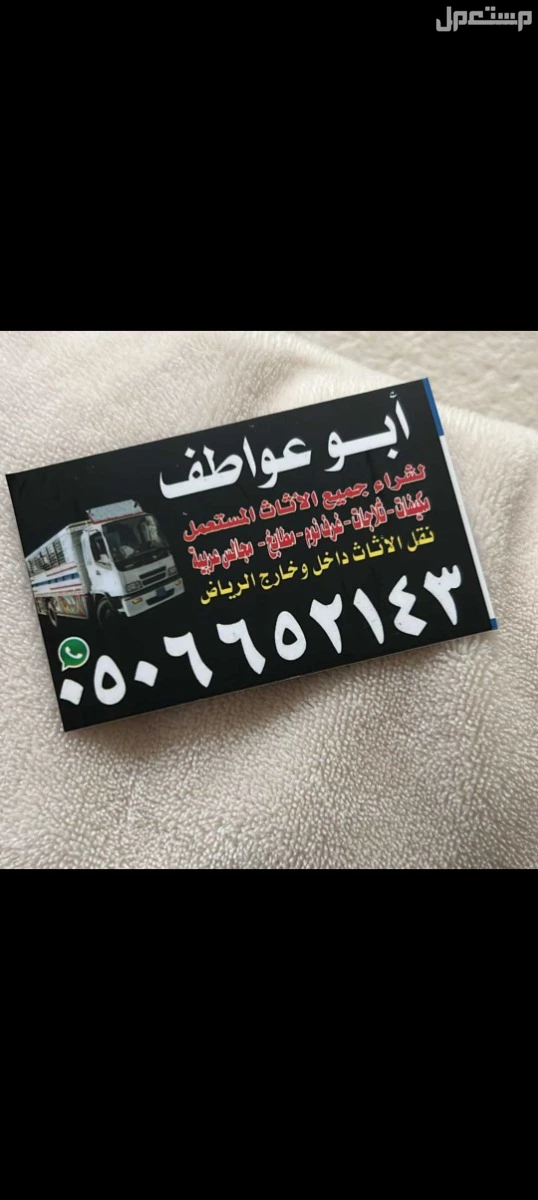 مستعمل
أبو عواطف
لشراء جميع الأثاث المستعمل
مكيفات - ثلاجات - غرف نوم - مطابخ - مجالس عربية
نقل الأثاث داخل وخارج الرياض
٠٥٠٦٦٥٢١٤٣